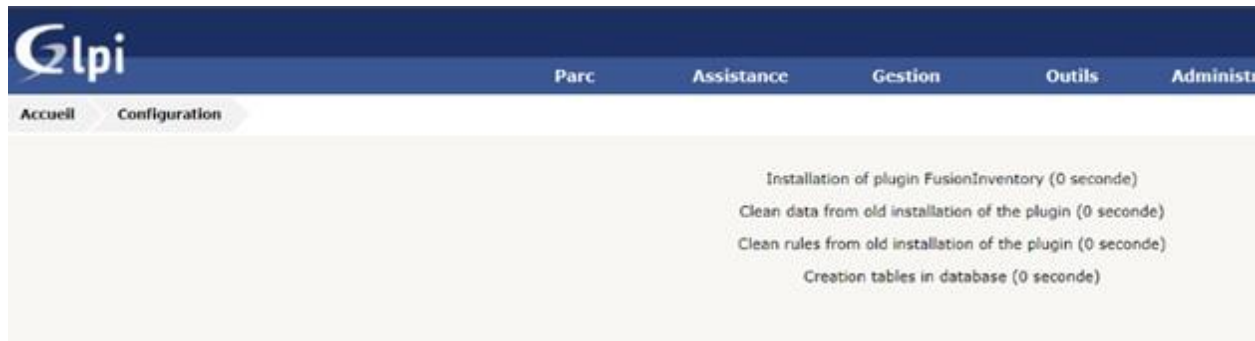 Glpi
Parc Assistance Gestion Outils Administr
Accueil Configuration
Installation of plugin FusionInventory (0 seconde)
Clean data from old installation of the plugin (0 seconde)
Clean rules from old installation of the plugin (0 seconde)
Creation tables in database (0 seconde)